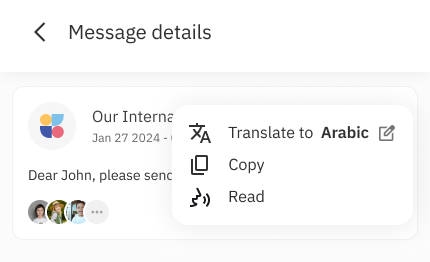 Message details
Our Interna
Jan 27 2024 -
Dear John, please send
Translate to Arabic
Copy
Read